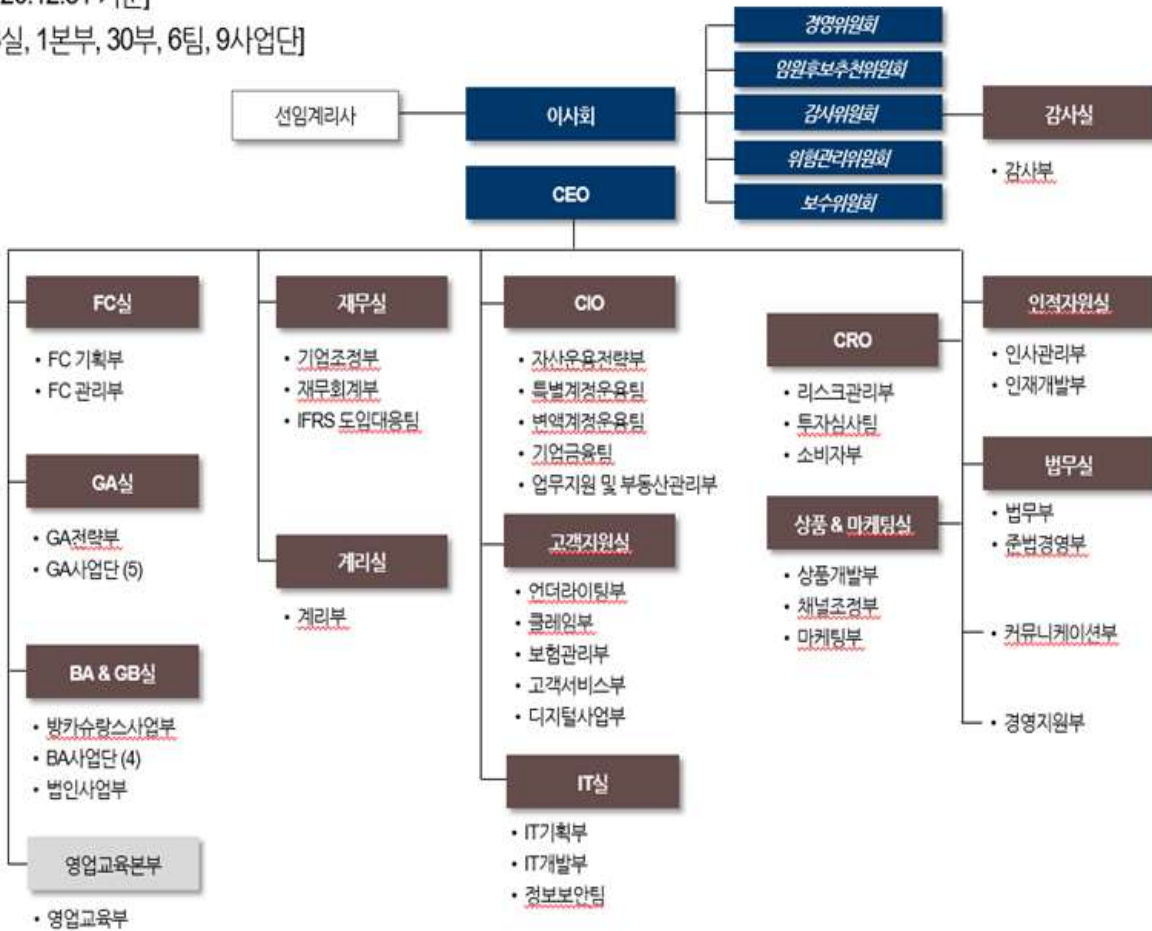 실, 1본부, 30부, 6팀, 9사업단]
경영위원회
임원후보추천위원회
선임계리사
이사회
감사위원회
감사실
위험관리위원회
• 감사부
CEO
보수위원회
FC실
• FC 기획부
• FC 관리부
GA실
• GA전략부
• GA사업단 (5)
BA & GB실
• 방카슈랑스사업부
• BA사업단 (4)
• 법인사업부
영업교육본부
• 영업교육부
재무실
• 기업조정부
• 재무회계부
• IFRS 도입대응팀
계리실
• 계리부
CIO
• 자산운용전략부
• 특별계정운용팀
• 변액계정운용팀
• 기업금융팀
• 업무지원 및 부동산관리부
고객지원실
• 언더라이팅부
• 클레임부
• 보험관리부
• 고객서비스부
• 디지털사업부
IT실
• IT기획부
• IT개발부
• 정보보안팀
CRO
• 리스크관리부
• 투자심사팀
• 소비자부
상품 & 마케팅실
• 상품개발부
• 채널조정부
• 마케팅부
인적자원실
• 인사관리부
• 인재개발부
법무실
• 법무부
• 준법경영부
• 커뮤니케이션부
• 경영지원부